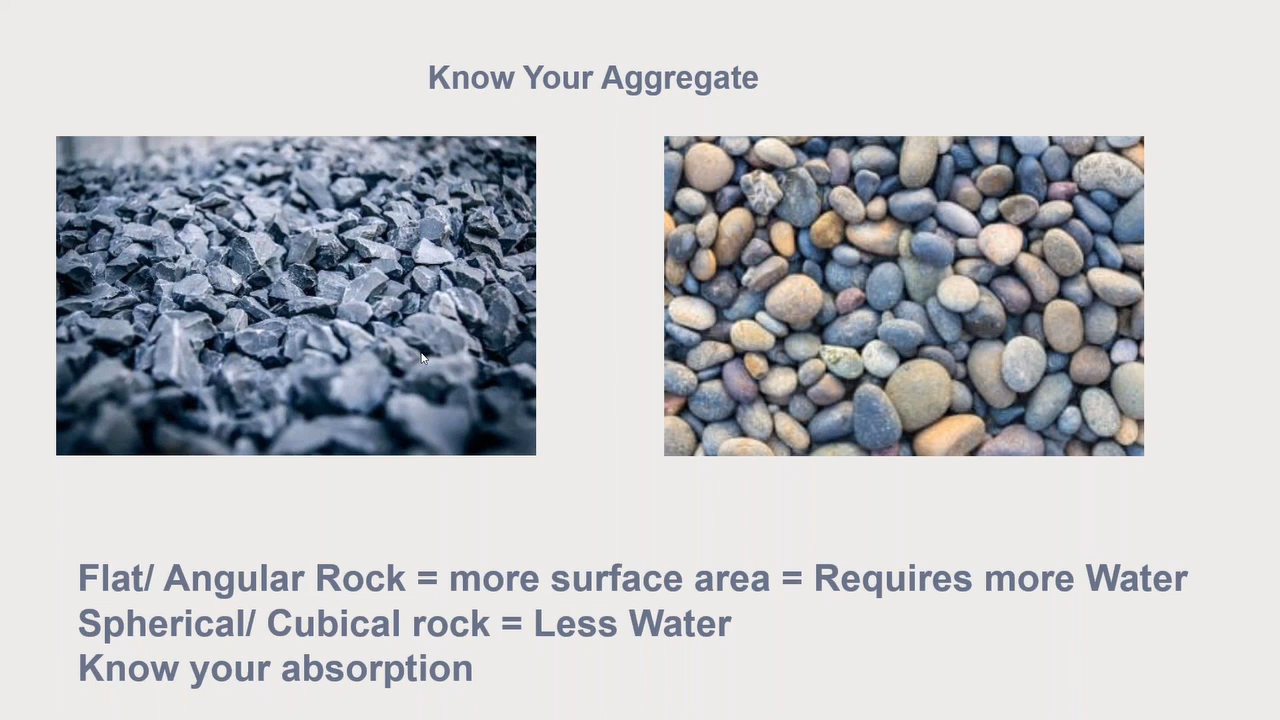 Know Your Aggregate
Flat/ Angular Rock = more surface area = Requires more Water
Spherical/ Cubical rock = Less Water
Know your absorption